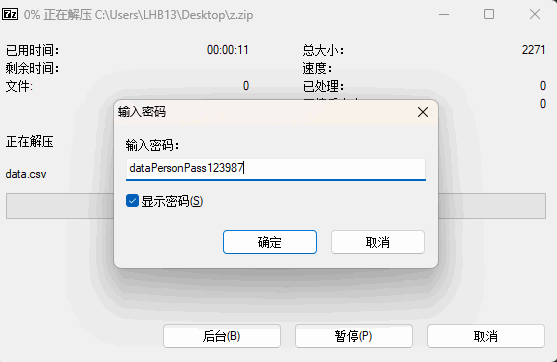 7z 0% 正在解压 C:\Users\LHB13\Desktop\z.zip
已用时间： 00:00:11 总大小： 2271
剩余时间： 速度：
文件: 0 已处理： 0
0
正在解压
data.csv
输入密码
输入密码：
dataPersonPass123987
显示密码(S)
确定 取消
后台(B) 暂停(P) 取消